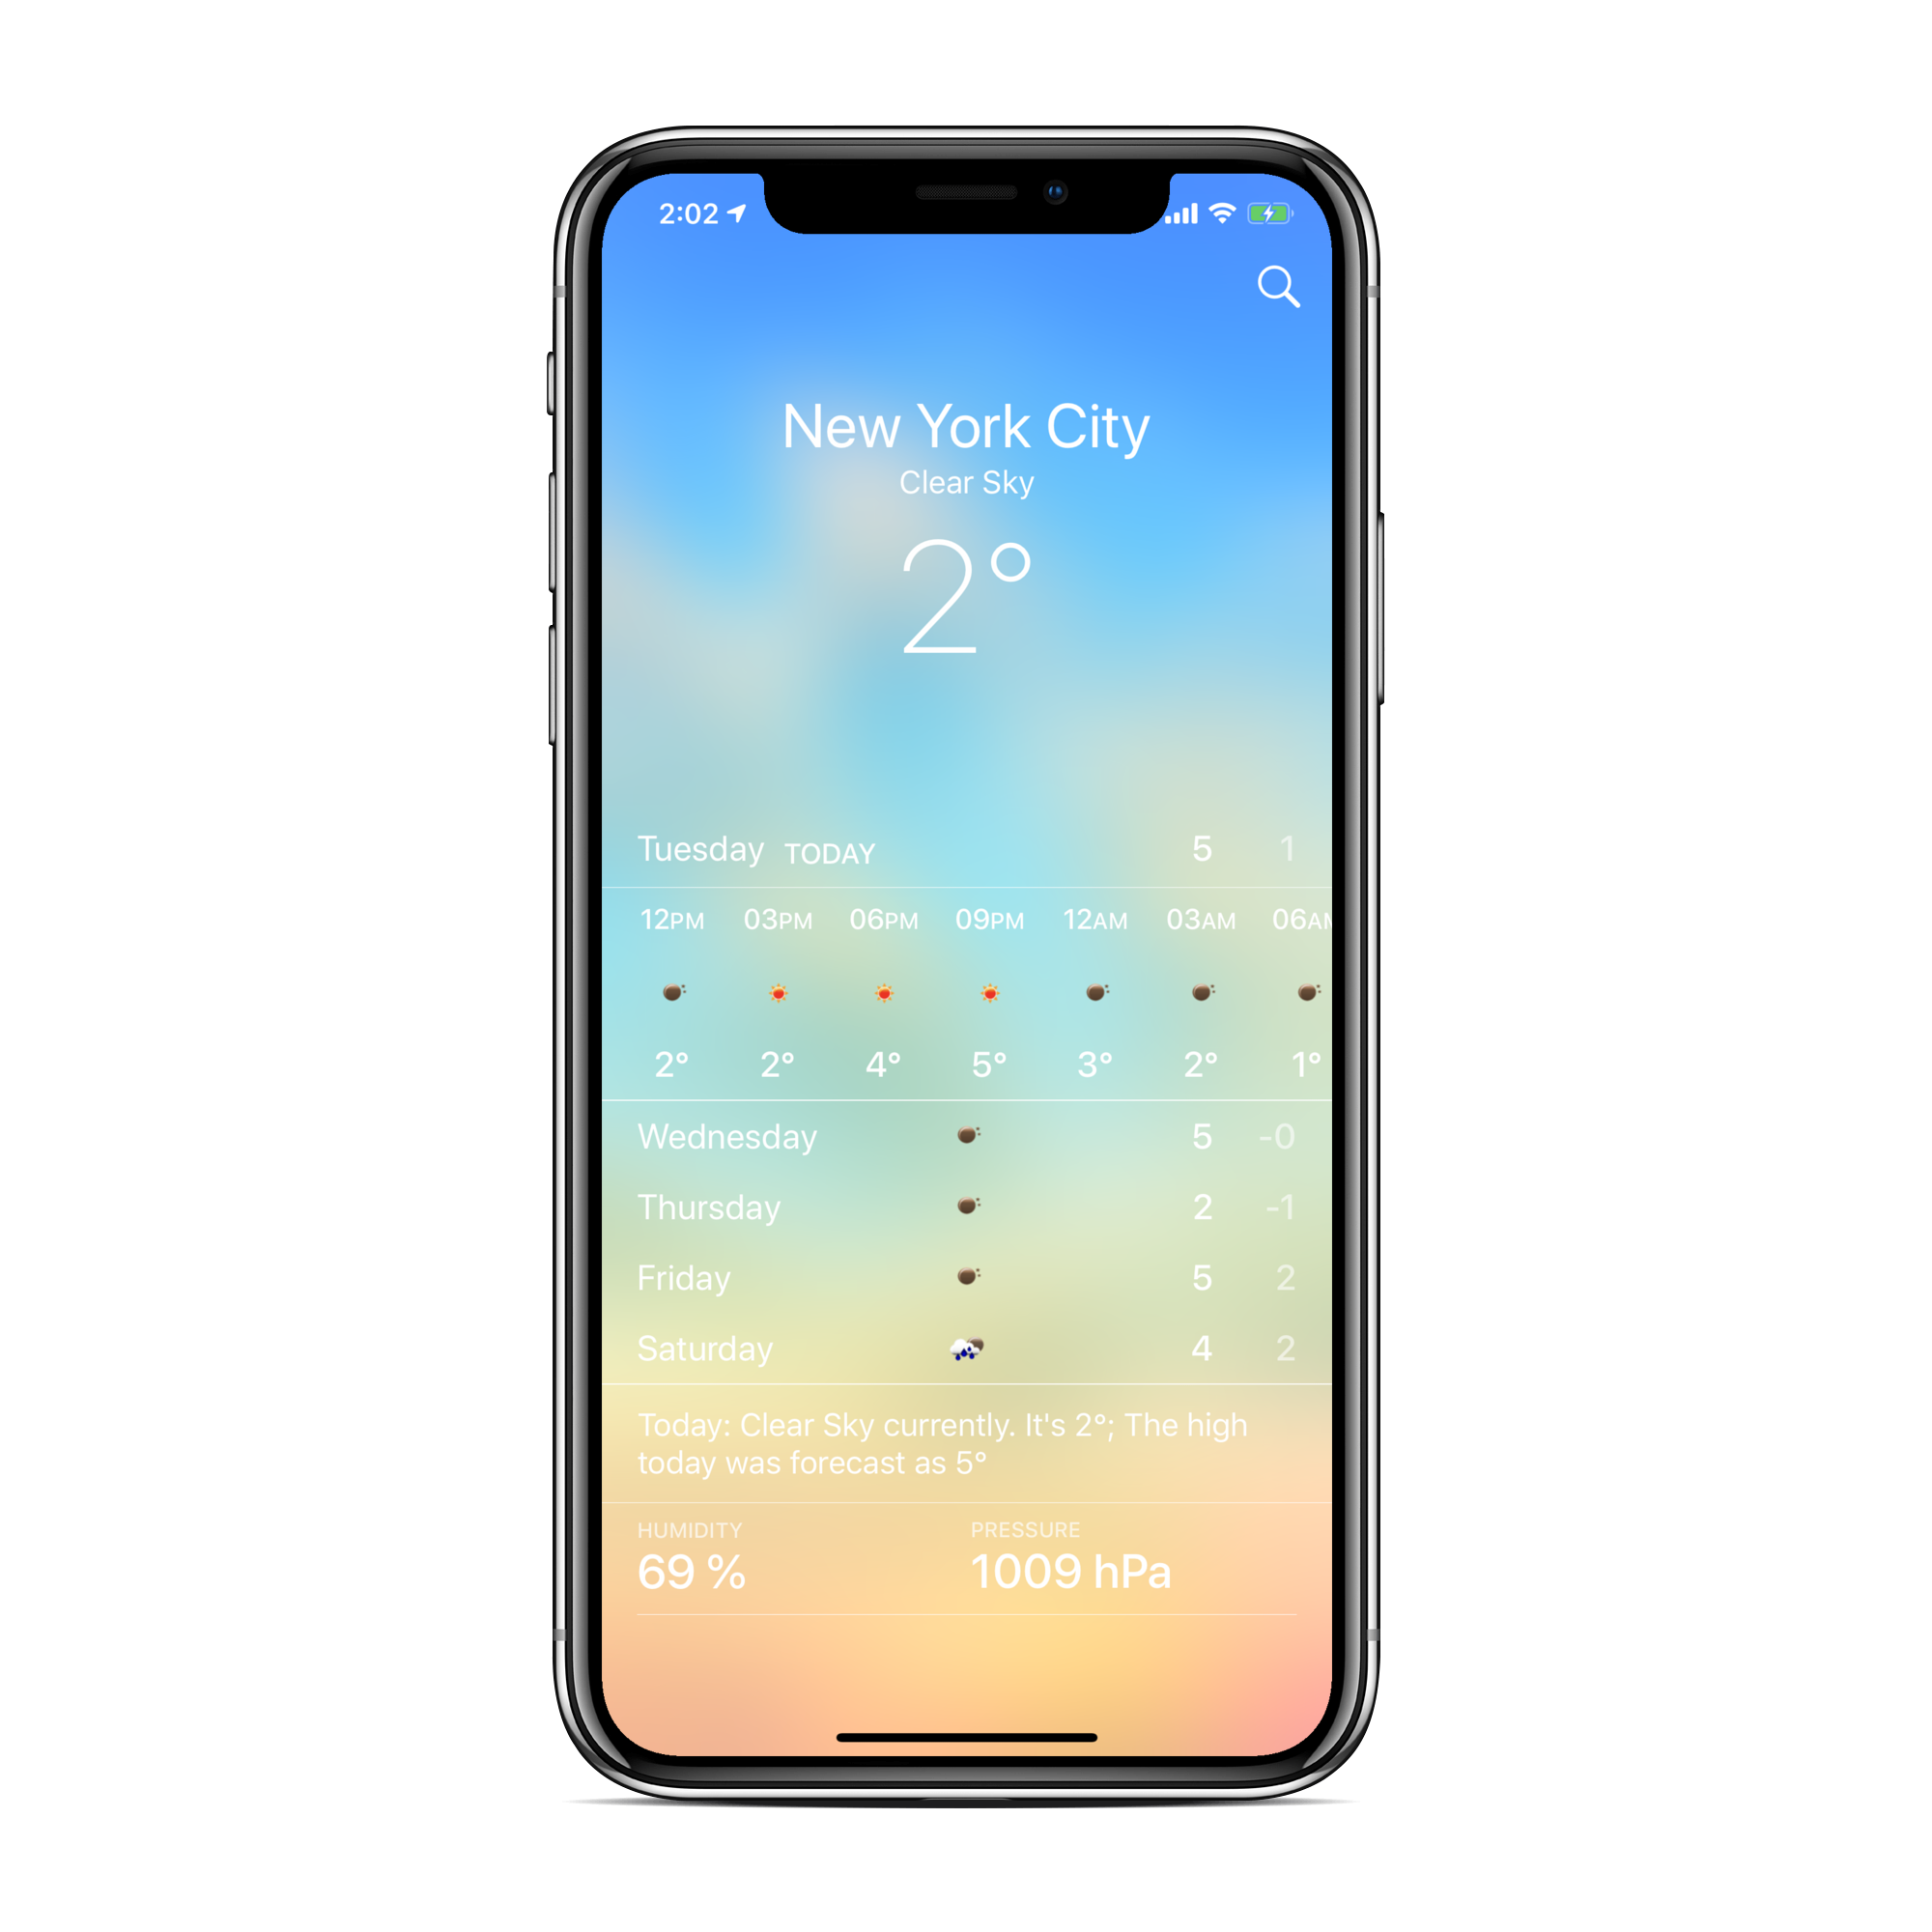 2:02
New York City
Clear Sky
2°
Tuesday TODAY 5 1
12PM 03PM 06PM 09PM 12AM 03AM 06AM
2° 2° 4° 5° 3° 2° 1°
Wednesday 5 -0
Thursday 2 -1
Friday 5 2
Saturday 4 2
Today: Clear Sky currently. It's 2°; The high
today was forecast as 5°
HUMIDITY PRESSURE
69 % 1009 hPa